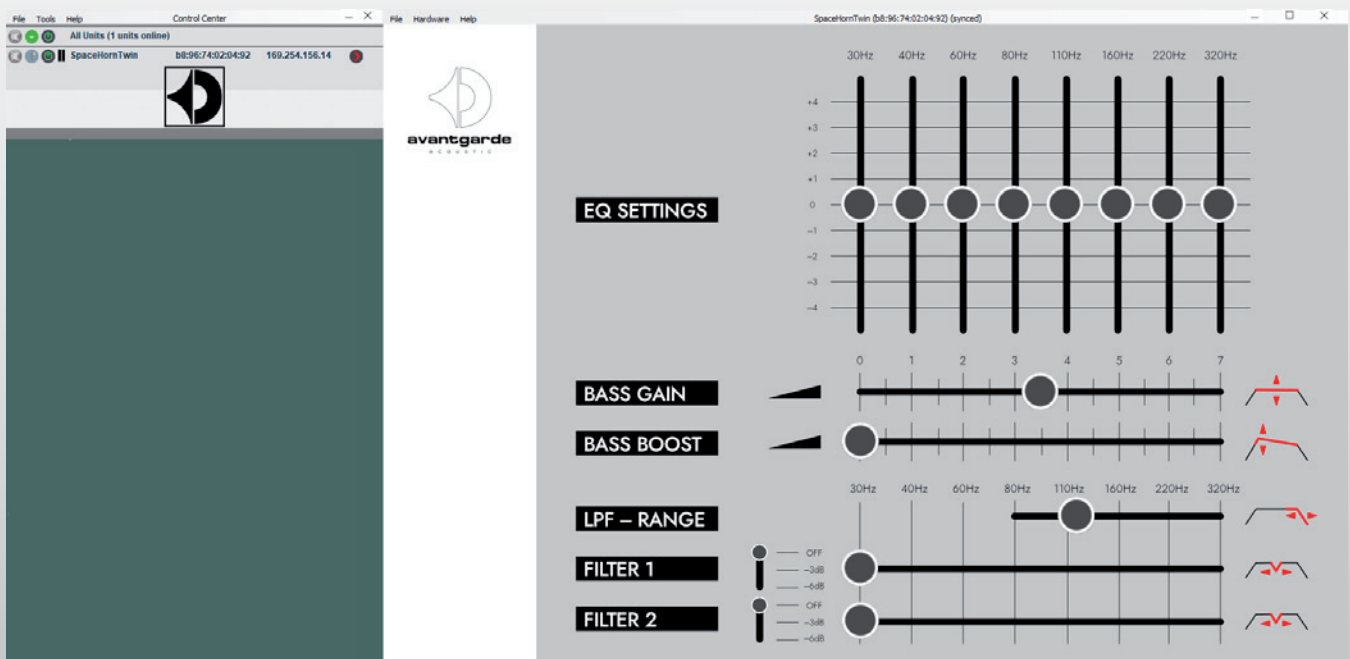 File Tools Help Control Center
All Units (1 units online)
SpaceHornTwin b8:96:74:02:04:92 169.254.156.14
File Hardware Help SpaceHornTwin (b8:96:74:02:04:92) (synced)
avantgarde
ACOUSTIC
30Hz 40Hz 60Hz 80Hz 110Hz 160Hz 220Hz 320Hz
+4
+3
+2
+1
0
−1
−2
−3
−4
EQ SETTINGS
0 1 2 3 4 5 6 7
BASS GAIN
BASS BOOST
30Hz 40Hz 60Hz 80Hz 110Hz 160Hz 220Hz 320Hz
LPF – RANGE
FILTER 1
OFF
−3dB
−6dB
FILTER 2
OFF
−3dB
−6dB